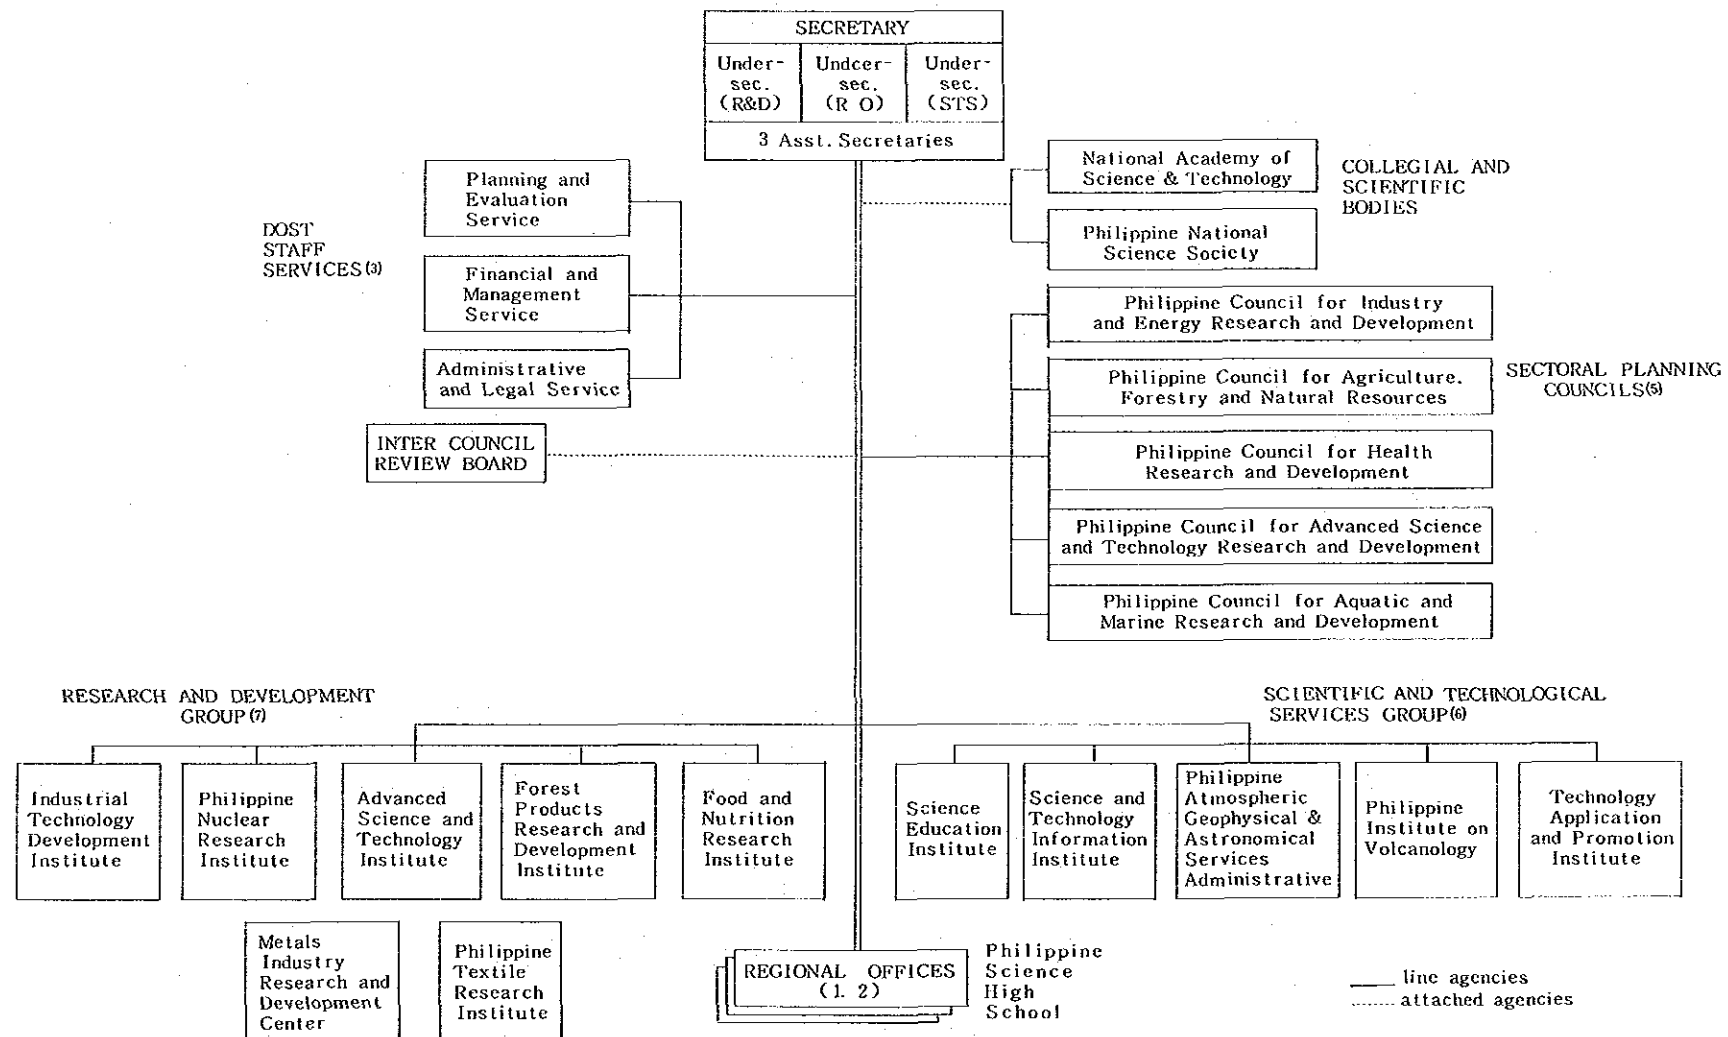 SECRETARY
Under-
sec.
(R&D)
Undcer-
sec.
(R O)
Under-
sec.
(STS)
3 Asst. Secretaries
DOST
STAFF
SERVICES(3)
Planning and
Evaluation
Service
Financial and
Management
Service
Administrative
and Legal Service
INTER COUNCIL
REVIEW BOARD
National Academy of
Science & Technology
Philippine National
Science Society
COLLEGIAL AND
SCIENTIFIC
BODIES
Philippine Council for Industry
and Energy Research and Development
Philippine Council for Agriculture.
Forestry and Natural Resources
Philippine Council for Health
Research and Development
Philippine Council for Advanced Science
and Technology Research and Development
Philippine Council for Aquatic and
Marine Research and Development
SECTORAL PLANNING
COUNCILS(5)
RESEARCH AND DEVELOPMENT
GROUP(7)
Industrial
Technology
Development
Institute
Philippine
Nuclear
Research
Institute
Advanced
Science and
Technology
Institute
Forest
Products
Research and
Development
Institute
Food and
Nutrition
Research
Institute
Metals
Industry
Research and
Development
Center
Philippine
Textile
Research
Institute
SCIENTIFIC AND TECHNOLOGICAL
SERVICES GROUP(6)
Science
Education
Institute
Science and
Technology
Information
Institute
Philippine
Atmospheric
Geophysical &
Astronomical
Services
Administrative
Philippine
Institute on
Volcanology
Technology
Application
and Promotion
Institute
REGIONAL OFFICES
(1. 2)
Philippine
Science
High
School
line agencies
attached agencies